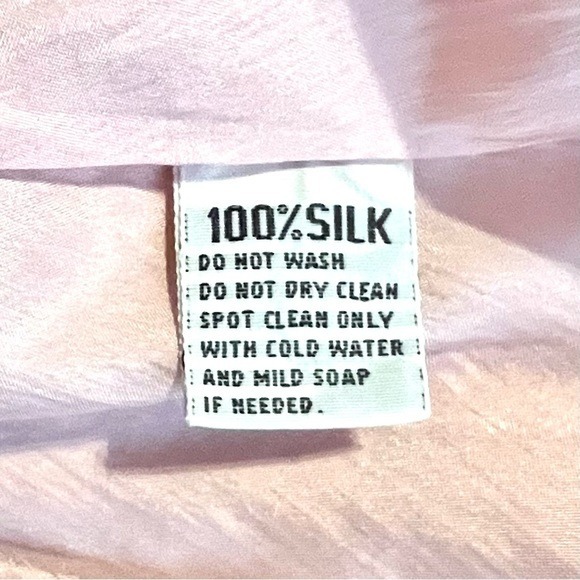 100% SILK
DO NOT WASH
DO NOT DRY CLEAN
SPOT CLEAN ONLY
WITH COLD WATER
AND MILD SOAP
IF NEEDED.